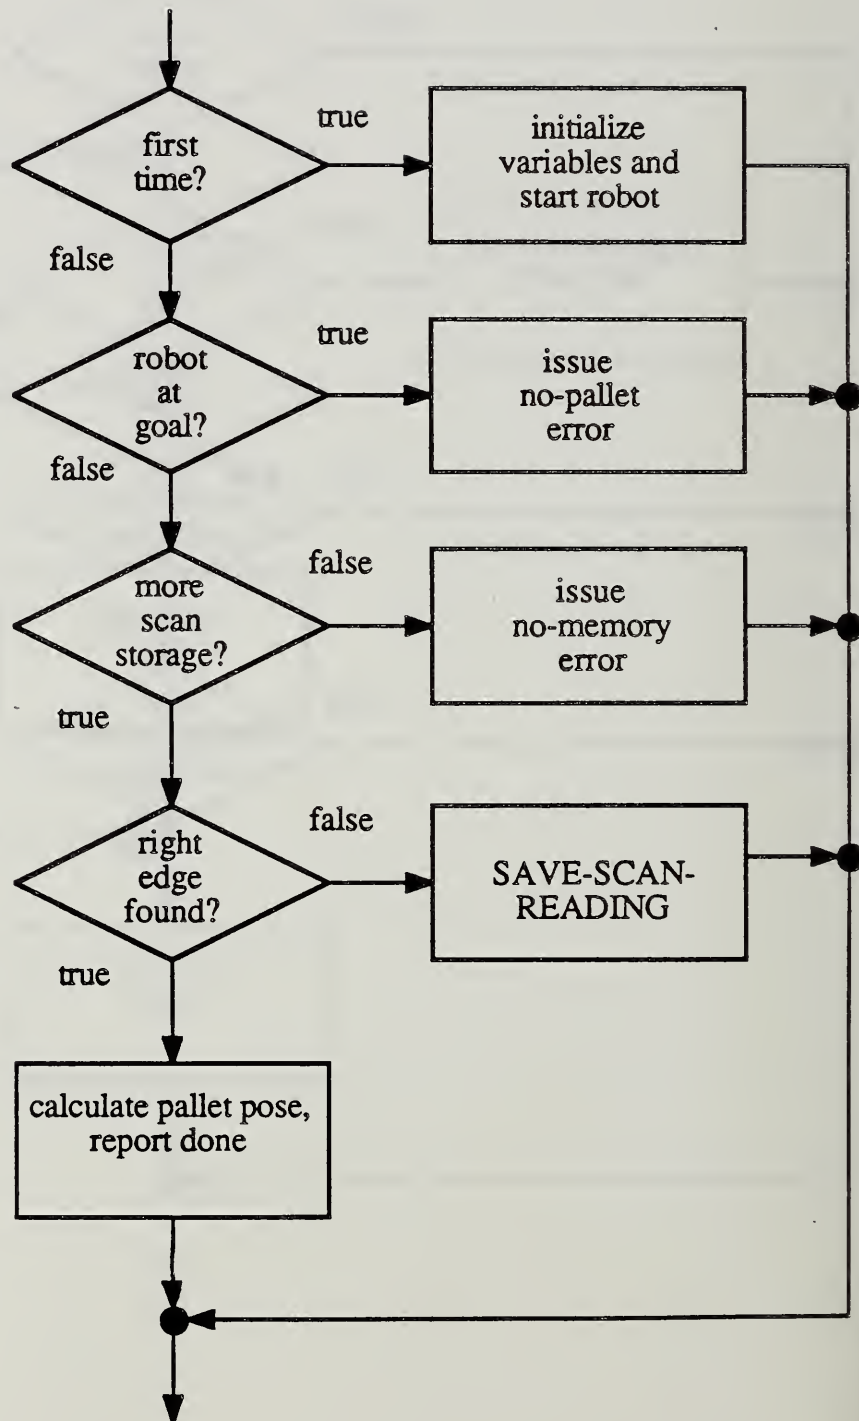 first
time?
true
initialize
variables and
start robot
false
robot
at
goal?
true
issue
no-pallet
error
false
more
scan
storage?
false
issue
no-memory
error
true
right
edge
found?
false
SAVE-SCAN-
READING
true
calculate pallet pose,
report done